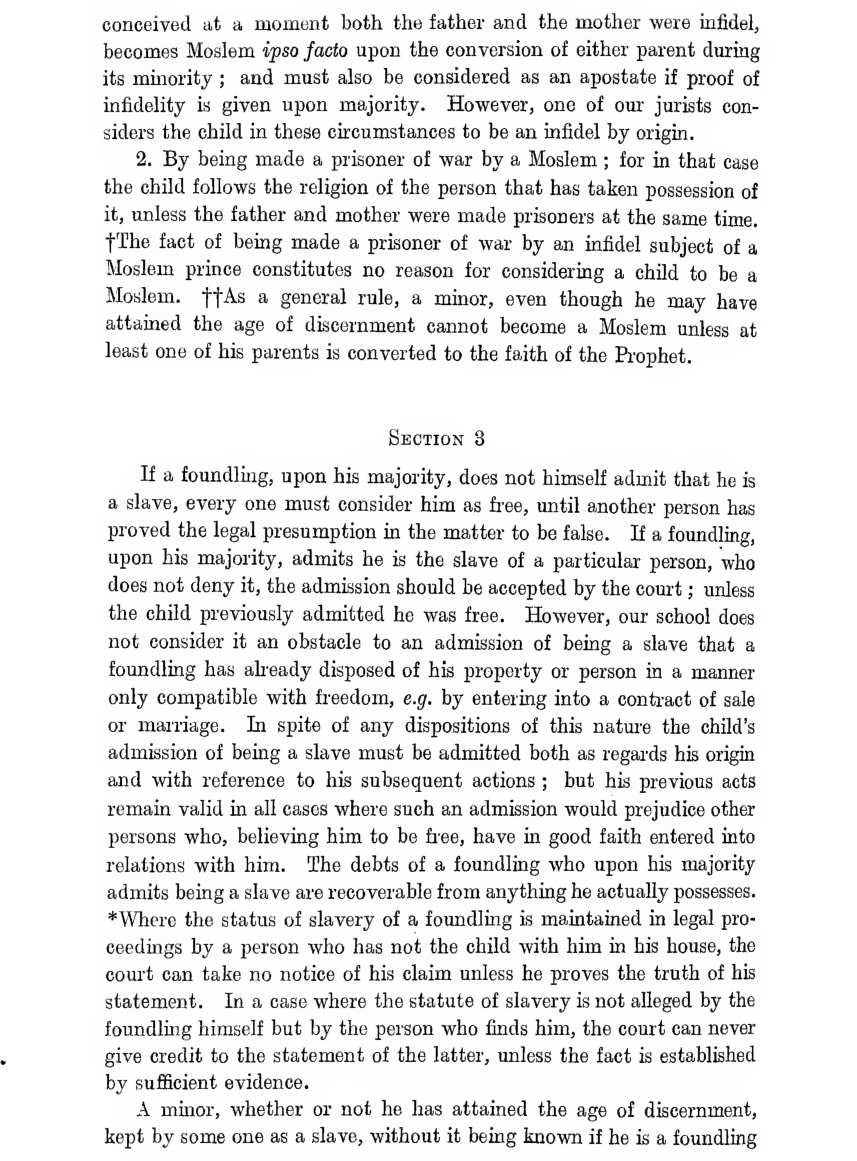 conceived at a moment both the father and the mother were infidel,
becomes Moslem ipso facto upon the conversion of either parent during
its minority ; and must also be considered as an apostate if proof of
infidelity is given upon majority. However, one of our jurists con-
siders the child in these circumstances to be an infidel by origin.
2. By being made a prisoner of war by a Moslem ; for in that case
the child follows the religion of the person that has taken possession of
it, unless the father and mother were made prisoners at the same time.
†The fact of being made a prisoner of war by an infidel subject of a
Moslem prince constitutes no reason for considering a child to be a
Moslem. ††As a general rule, a minor, even though he may have
attained the age of discernment cannot become a Moslem unless at
least one of his parents is converted to the faith of the Prophet.
SECTION 3
If a foundling, upon his majority, does not himself admit that he is
a slave, every one must consider him as free, until another person has
proved the legal presumption in the matter to be false. If a foundling,
upon his majority, admits he is the slave of a particular person, who
does not deny it, the admission should be accepted by the court ; unless
the child previously admitted he was free. However, our school does
not consider it an obstacle to an admission of being a slave that a
foundling has already disposed of his property or person in a manner
only compatible with freedom, e.g. by entering into a contract of sale
or marriage. In spite of any dispositions of this nature the child's
admission of being a slave must be admitted both as regards his origin
and with reference to his subsequent actions ; but his previous acts
remain valid in all cases where such an admission would prejudice other
persons who, believing him to be free, have in good faith entered into
relations with him. The debts of a foundling who upon his majority
admits being a slave are recoverable from anything he actually possesses.
*Where the status of slavery of a foundling is maintained in legal pro-
ceedings by a person who has not the child with him in his house, the
court can take no notice of his claim unless he proves the truth of his
statement. In a case where the statute of slavery is not alleged by the
foundling himself but by the person who finds him, the court can never
give credit to the statement of the latter, unless the fact is established
by sufficient evidence.
A minor, whether or not he has attained the age of discernment,
kept by some one as a slave, without it being known if he is a foundling